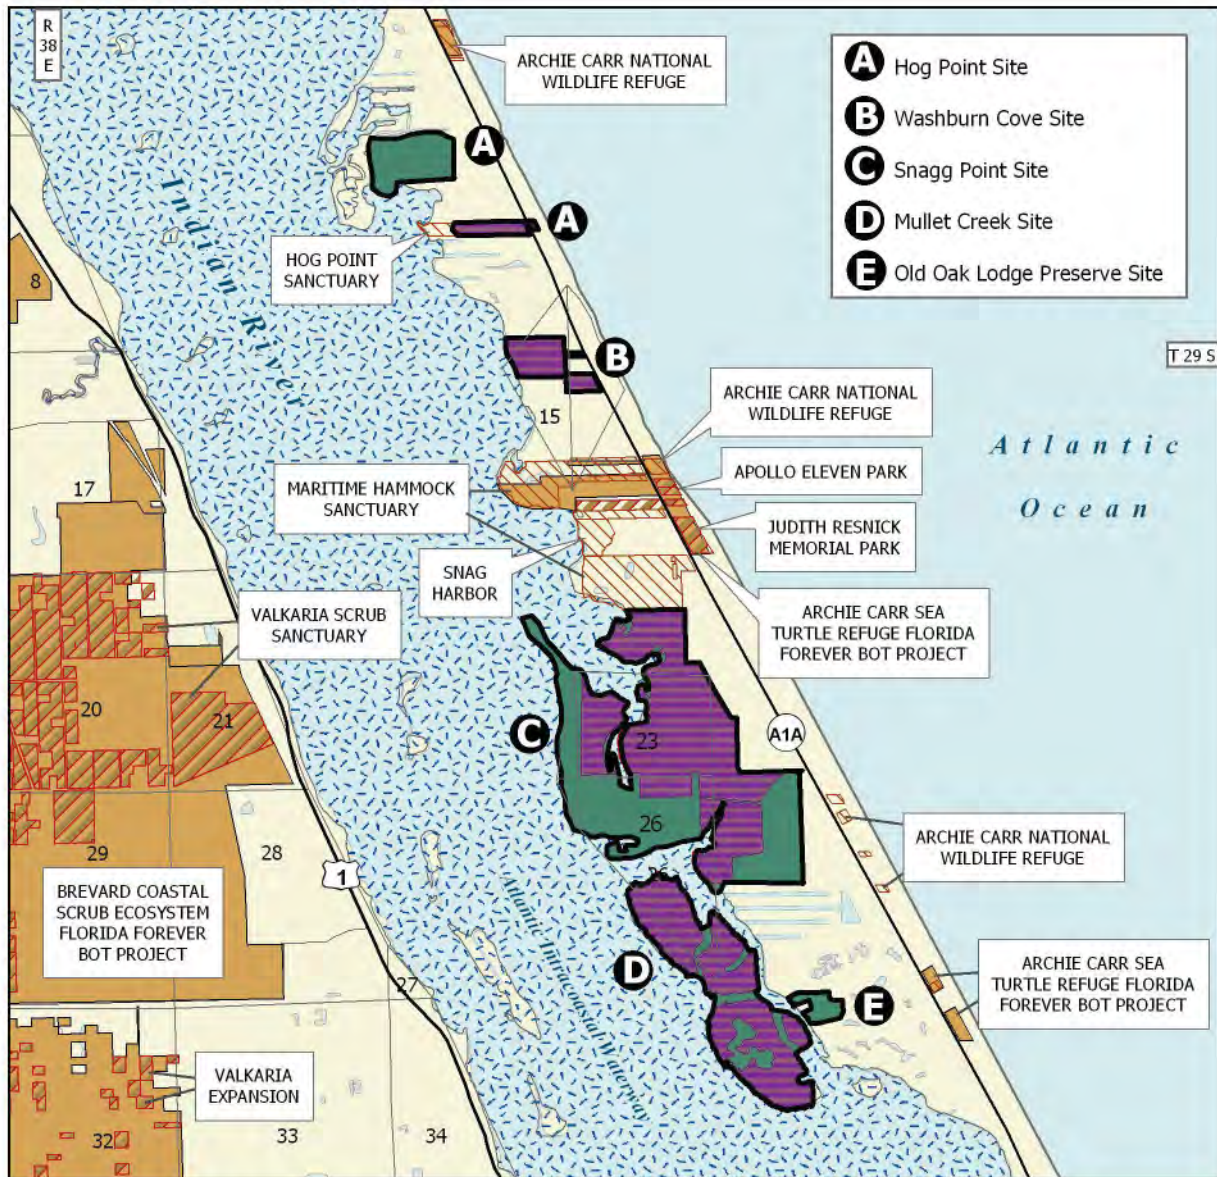 R
38
E
ARCHIE CARR NATIONAL
WILDLIFE REFUGE
A Hog Point Site
B Washburn Cove Site
C Snagg Point Site
D Mullet Creek Site
E Old Oak Lodge Preserve Site
A
A
HOG POINT
SANCTUARY
Indian River
8
B
T 29 S
ARCHIE CARR NATIONAL
WILDLIFE REFUGE
15
Atlantic
Ocean
APOLLO ELEVEN PARK
MARITIME HAMMOCK
SANCTUARY
17
JUDITH RESNICK
MEMORIAL PARK
SNAG
HARBOR
VALKARIA SCRUB
SANCTUARY
ARCHIE CARR SEA
TURTLE REFUGE FLORIDA
FOREVER BOT PROJECT
20
21
C
23
A1A
26
ARCHIE CARR NATIONAL
WILDLIFE REFUGE
29
28
1
BREVARD COASTAL
SCRUB ECOSYSTEM
FLORIDA FOREVER
BOT PROJECT
Atlantic Intracoastal Waterway
D
27
E
ARCHIE CARR SEA
TURTLE REFUGE FLORIDA
FOREVER BOT PROJECT
VALKARIA
EXPANSION
32
33
34